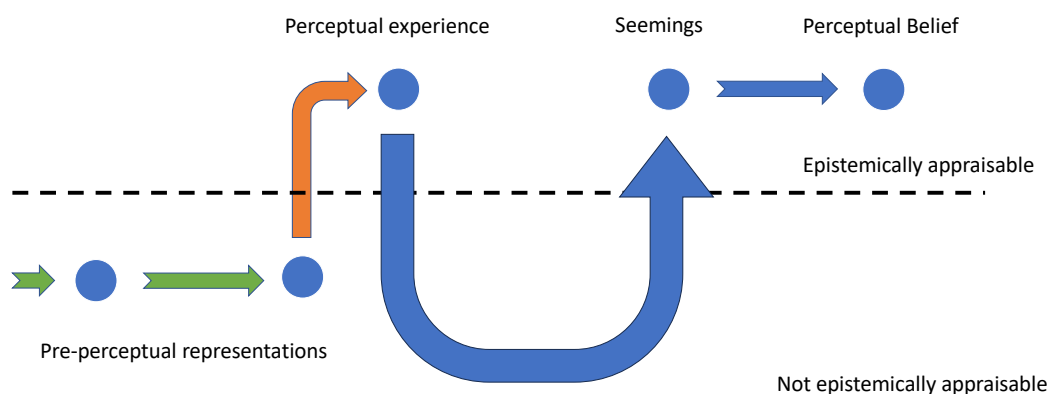 Perceptual experience
Seemings
Perceptual Belief
Epistemically appraisable
Pre-perceptual representations
Not epistemically appraisable